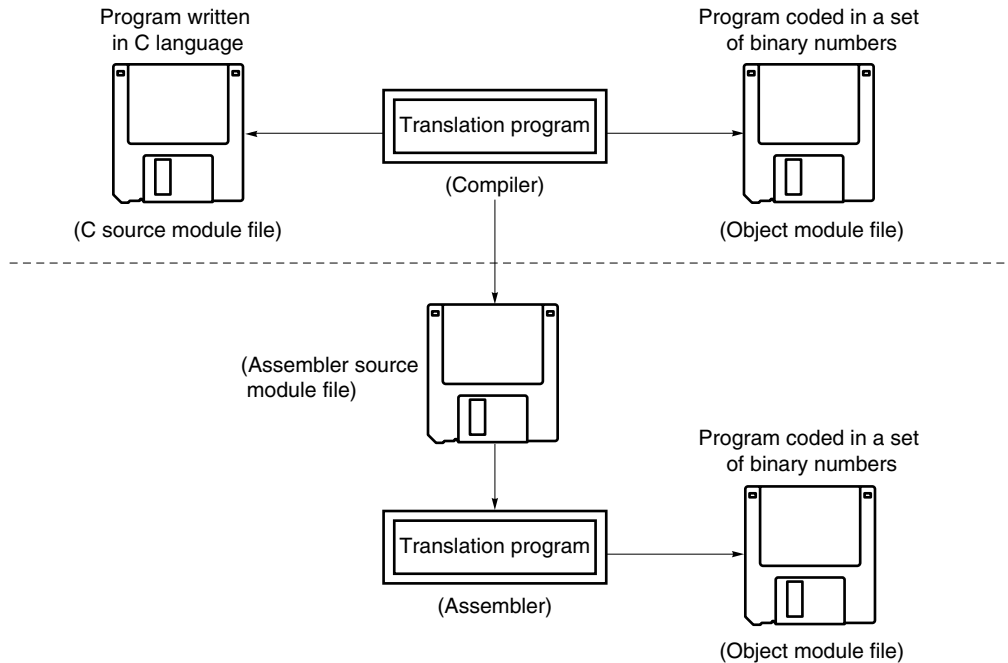 Program written
in C language
Program coded in a set
of binary numbers
Translation program
(Compiler)
(C source module file)
(Object module file)
(Assembler source
module file)
Program coded in a set
of binary numbers
Translation program
(Assembler)
(Object module file)